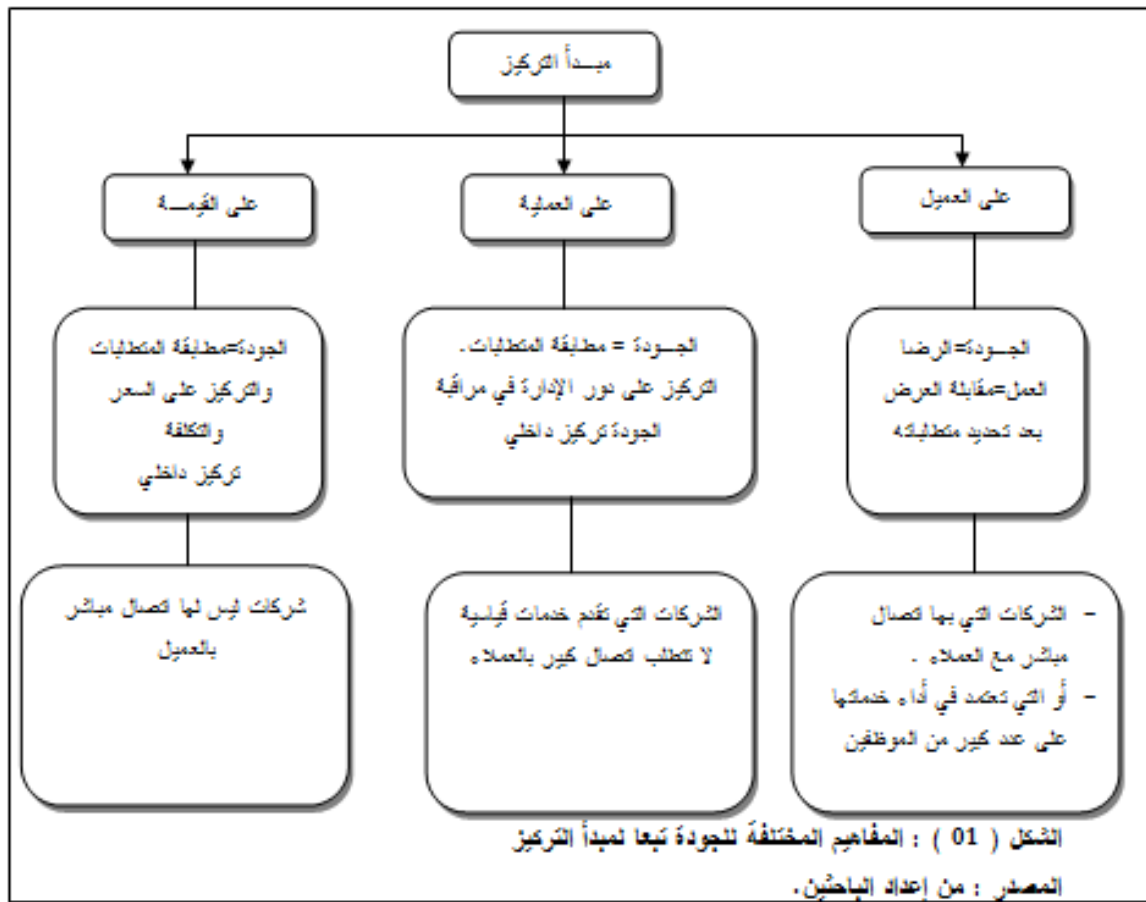 مبـــدأ التركيز
على العميل
على العملية
على القيمـــة
الجـــودة=الرضا
العمل=مقابلة العرض
بعد تحديد متطلباته
الجـــودة = مطابقة المتطلبات.
التركيز على دور الإدارة في مراقبة
الجودة تركيز داخلي
الجودة=مطابقة المتطلبات
والتركيز على السعر
والتكلفة
تركيز داخلي
- الشركات التي بها اتصال
مباشر مع العملاء .
- أو التي تعتمد في أداء خدماتها
على عدد كبير من الموظفين
الشركات التي تقدم خدمات قياسية
لا تتطلب اتصال كبير بالعملاء
شركات ليس لها اتصال مباشر
بالعميل
الشكل ( 01 ) : المفاهيم المختلفة للجودة تبعا لمبدأ التركيز
المصدر : من إعداد الباحثين.